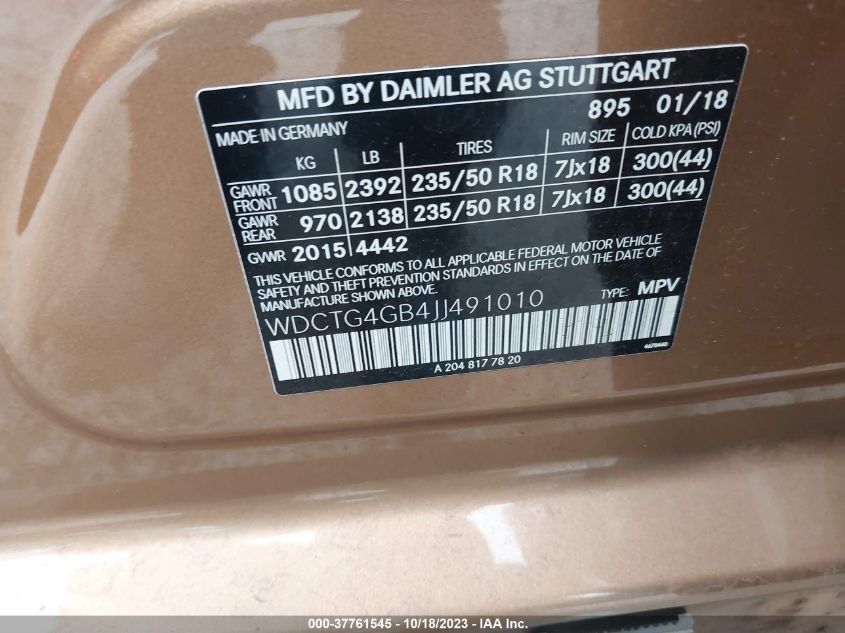 MFD BY DAIMLER AG STUTTGART
895 01/18
MADE IN GERMANY
KG LB TIRES RIM SIZE COLD KPA (PSI)
GAWR FRONT 1085 2392 235/50 R18 7Jx18 300(44)
GAWR REAR 970 2138 235/50 R18 7Jx18 300(44)
GVWR 2015 4442
THIS VEHICLE CONFORMS TO ALL APPLICABLE FEDERAL MOTOR VEHICLE
SAFETY AND THEFT PREVENTION STANDARDS IN EFFECT ON THE DATE OF
MANUFACTURE SHOWN ABOVE.
TYPE: MPV
WDCTG4GB4JJ491010
A 204 817 78 20
000-37761545 - 10/18/2023 - IAA Inc.